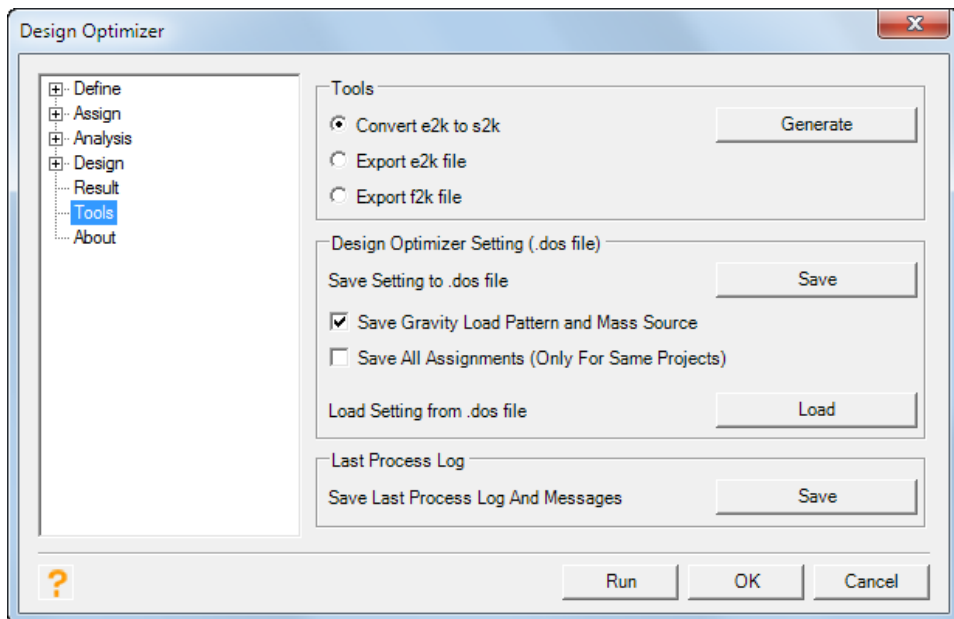 Design Optimizer
X
Define
Assign
Analysis
Design
Result
Tools
About
Tools
Convert e2k to s2k
Generate
Export e2k file
Export f2k file
Design Optimizer Setting (.dos file)
Save Setting to .dos file
Save
Save Gravity Load Pattern and Mass Source
Save All Assignments (Only For Same Projects)
Load Setting from .dos file
Load
Last Process Log
Save Last Process Log And Messages
Save
?
Run
OK
Cancel